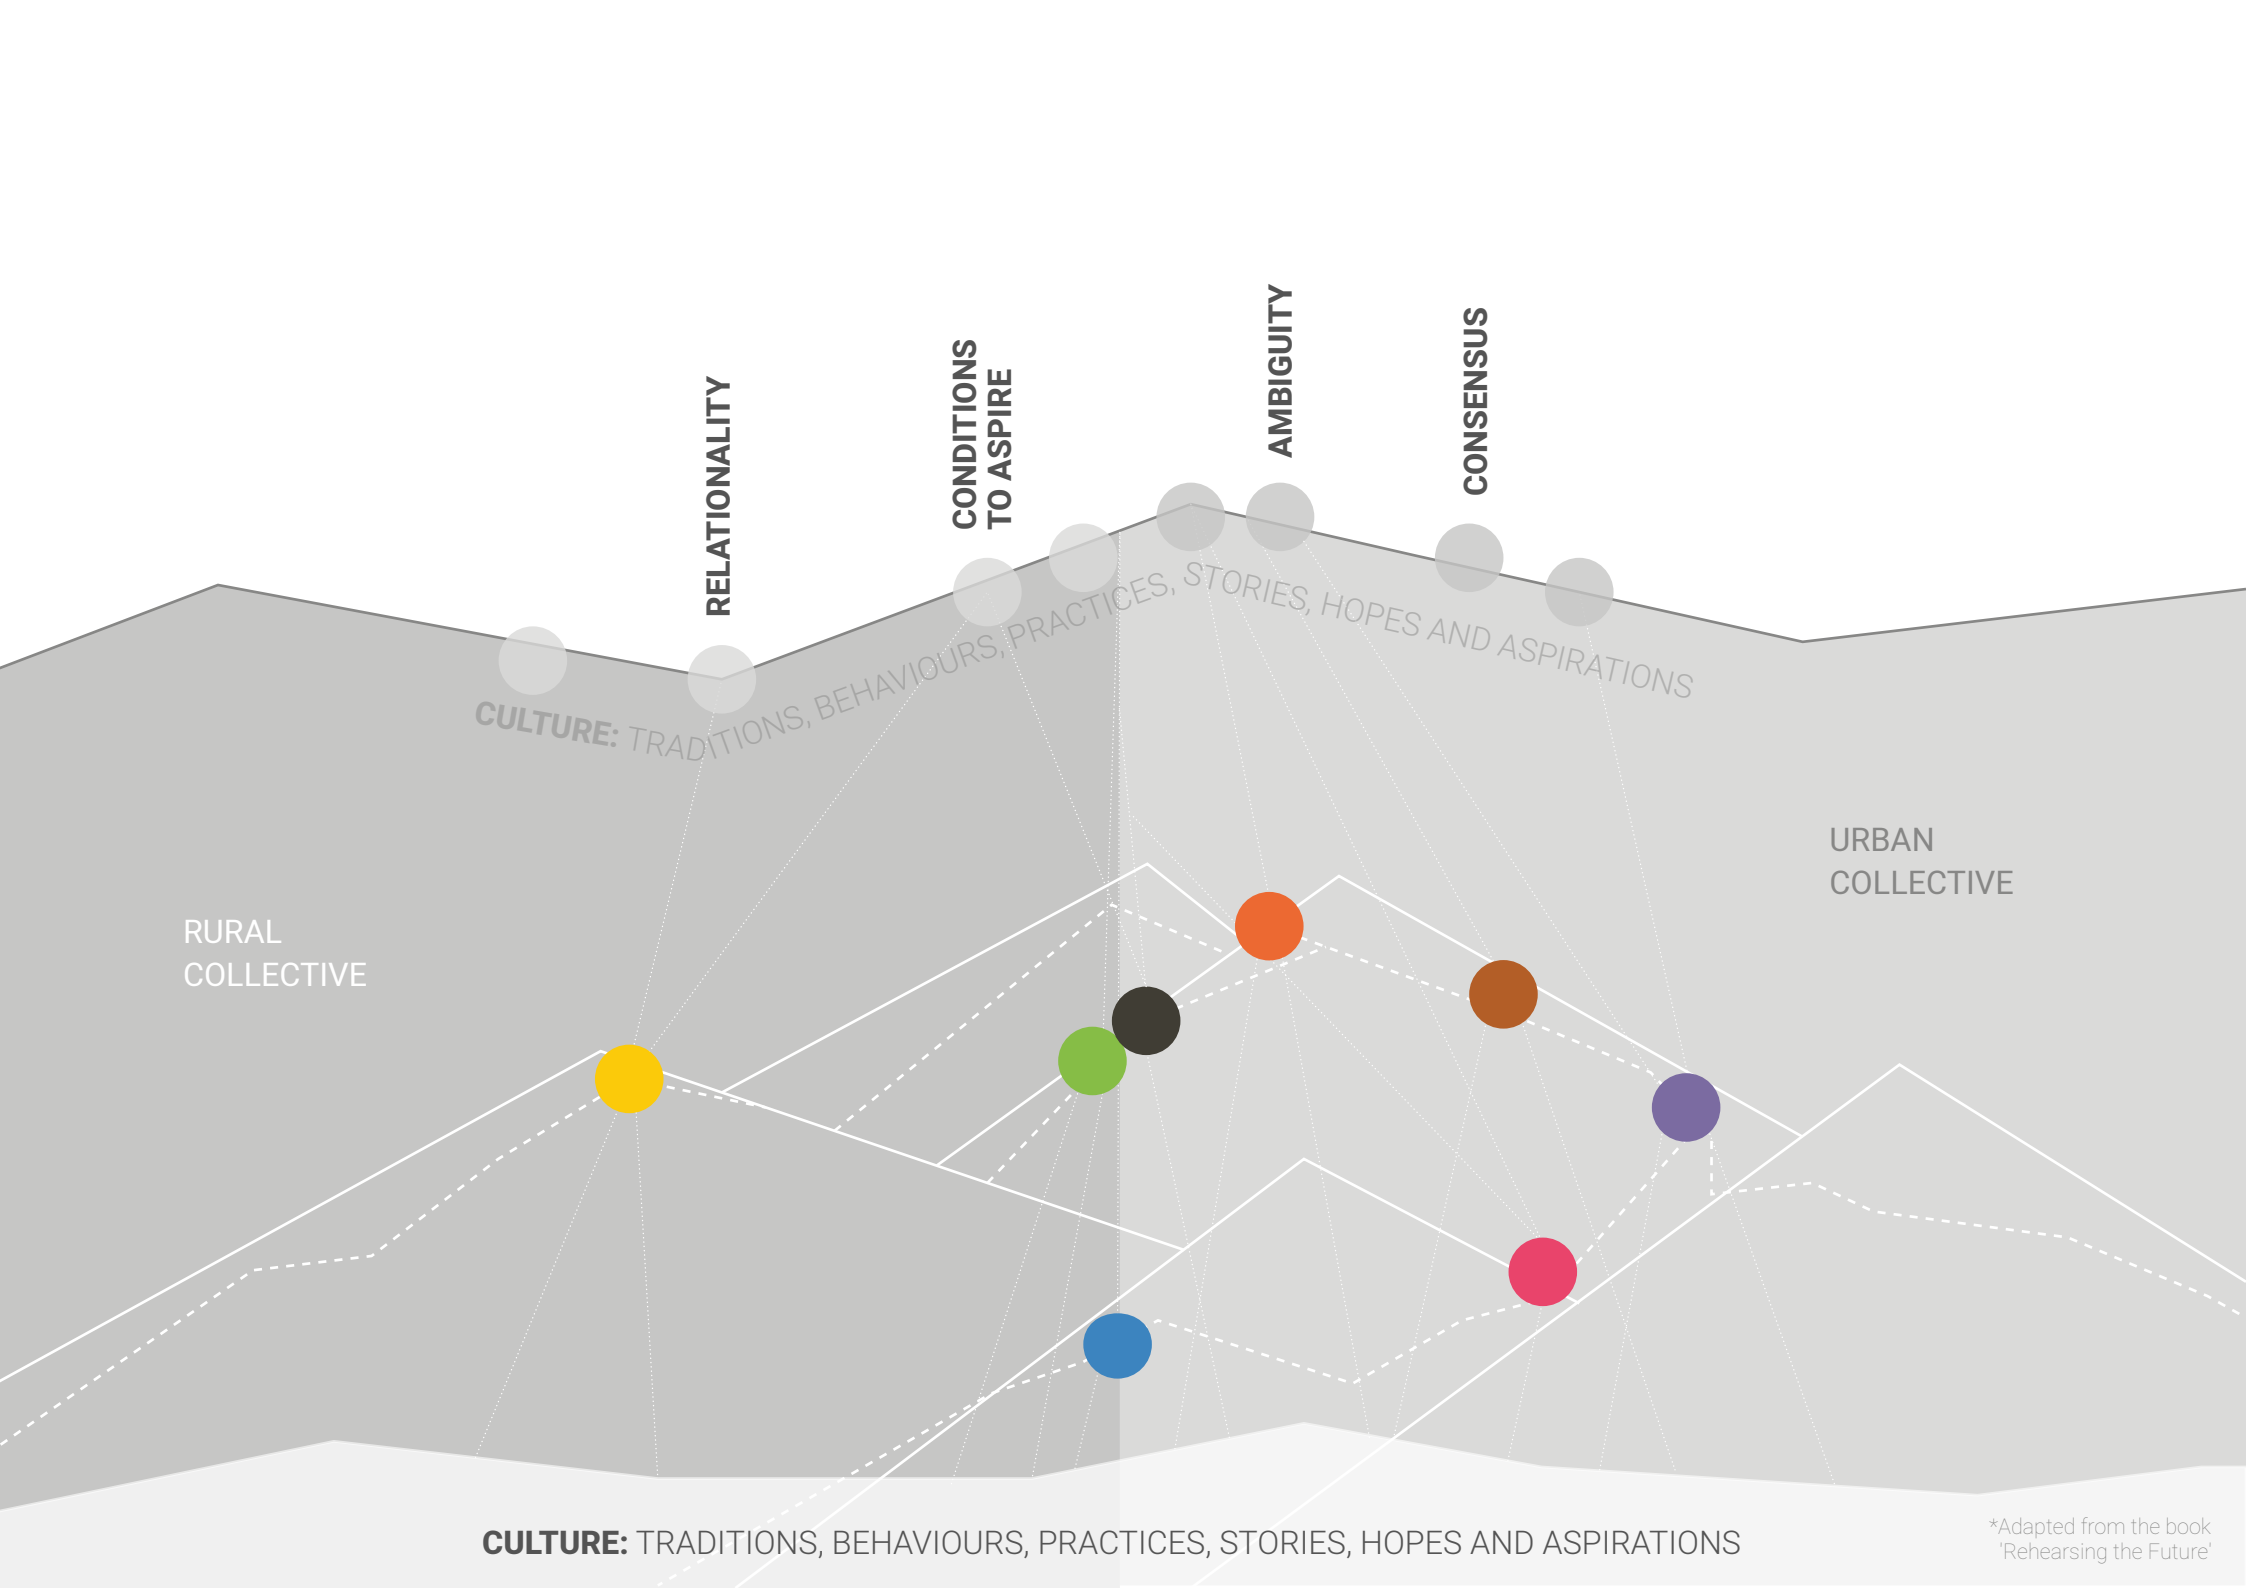 RELATIONALITY
CONDITIONS
TO ASPIRE
AMBIGUITY
CONSENSUS
CULTURE: TRADITIONS, BEHAVIOURS, PRACTICES, STORIES, HOPES AND ASPIRATIONS
URBAN
COLLECTIVE
RURAL
COLLECTIVE
CULTURE: TRADITIONS, BEHAVIOURS, PRACTICES, STORIES, HOPES AND ASPIRATIONS
*Adapted from the book
'Rehearsing the Future'